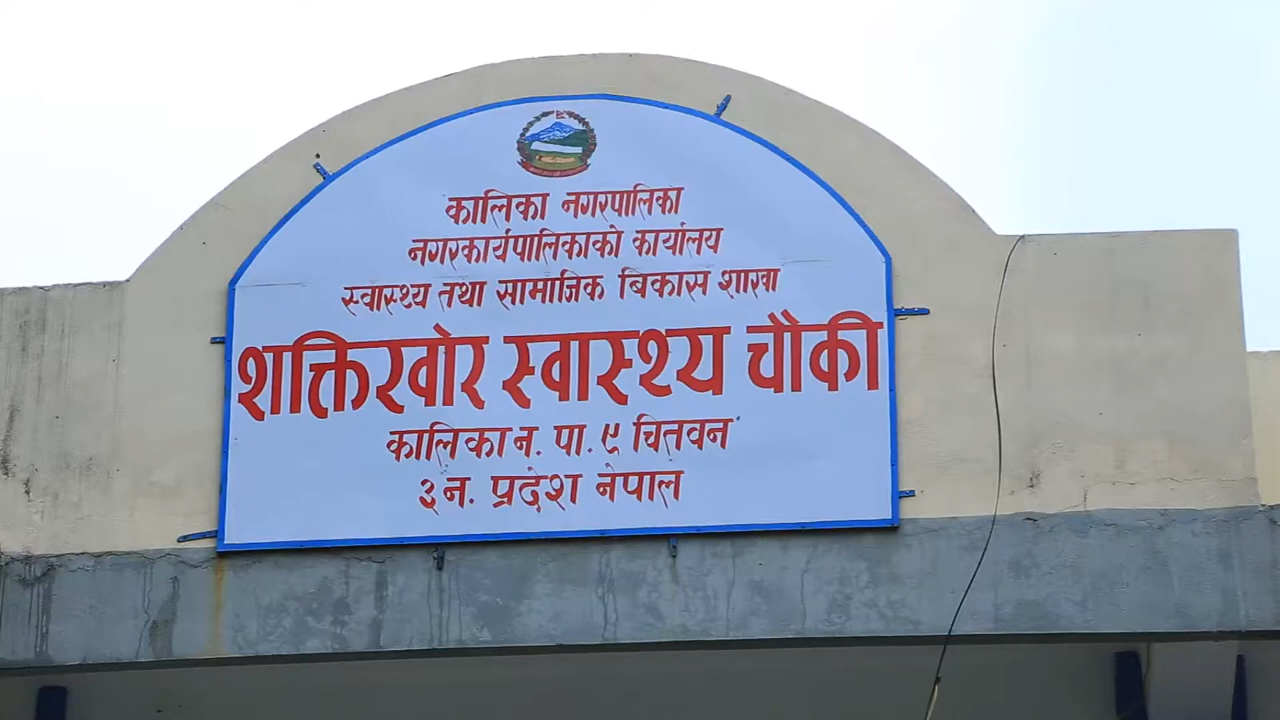 कालिका नगरपालिका
नगरकार्यपालिकाको कार्यालय
स्वास्थ्य तथा सामाजिक बिकास शाखा
शक्तिखोर स्वास्थ्य चौकी
कालिका न. पा. ९ चितवन
३ न. प्रदेश नेपाल